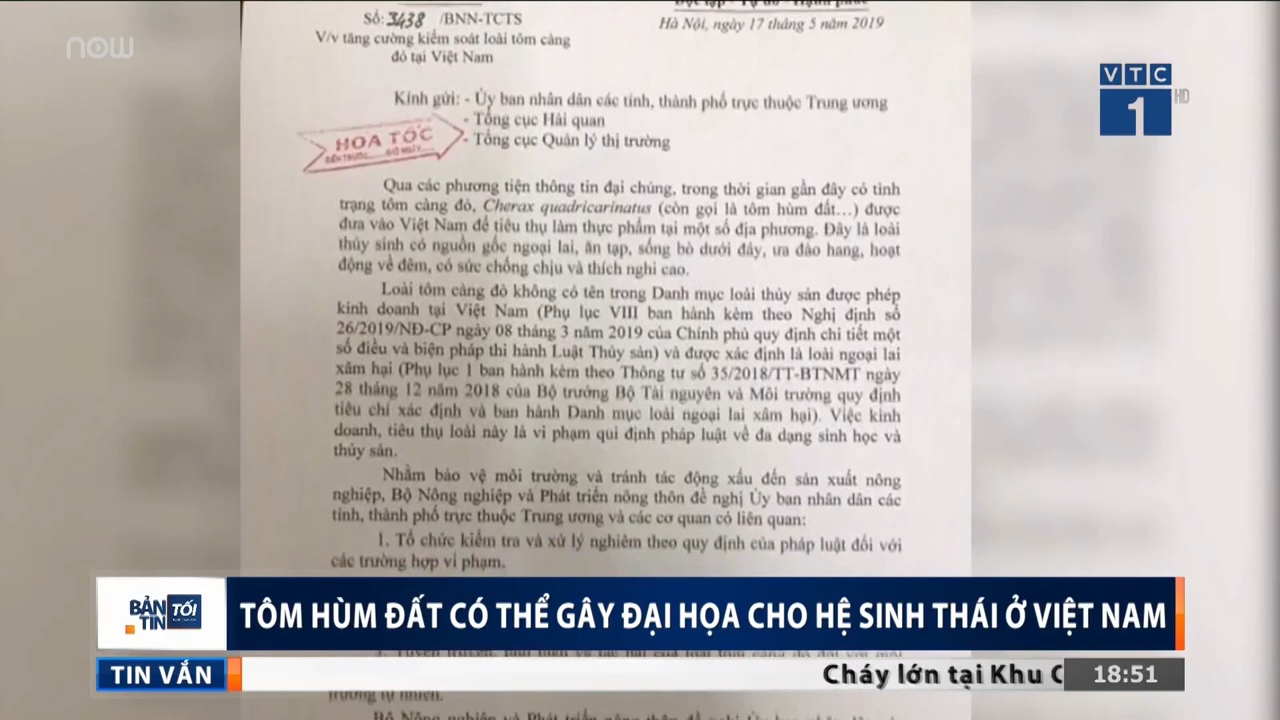 Độc lập - Tự do - Hạnh phúc
Số: 3438 /BNN-TCTS
Hà Nội, ngày 17 tháng 5 năm 2019
now
V/v tăng cường kiểm soát loài tôm càng
đỏ tại Việt Nam
VTC
HD
1
Kính gửi: - Ủy ban nhân dân các tỉnh, thành phố trực thuộc Trung ương
- Tổng cục Hải quan
HỎA TỐC
- Tổng cục Quản lý thị trường
Qua các phương tiện thông tin đại chúng, trong thời gian gần đây có tình
trạng tôm càng đỏ, Cherax quadricarinatus (còn gọi là tôm hùm đất...) được
đưa vào Việt Nam để tiêu thụ làm thực phẩm tại một số địa phương. Đây là loài
thủy sinh có nguồn gốc ngoại lai, ăn tạp, sống bò dưới đáy, ưa đào hang, hoạt
động về đêm, có sức chống chịu và thích nghi cao.
Loài tôm càng đỏ không có tên trong Danh mục loài thủy sản được phép
kinh doanh tại Việt Nam (Phụ lục VIII ban hành kèm theo Nghị định số
26/2019/NĐ-CP ngày 08 tháng 3 năm 2019 của Chính phủ quy định chi tiết một
số điều và biện pháp thi hành Luật Thủy sản) và được xác định là loài ngoại lai
xâm hại (Phụ lục 1 ban hành kèm theo Thông tư số 35/2018/TT-BTNMT ngày
28 tháng 12 năm 2018 của Bộ trưởng Bộ Tài nguyên và Môi trường quy định
tiêu chí xác định và ban hành Danh mục loài ngoại lai xâm hại). Việc kinh
doanh, tiêu thụ loài này là vi phạm qui định pháp luật về đa dạng sinh học và
thủy sản.
Nhằm bảo vệ môi trường và tránh tác động xấu đến sản xuất nông
nghiệp, Bộ Nông nghiệp và Phát triển nông thôn đề nghị Ủy ban nhân dân các
tỉnh, thành phố trực thuộc Trung ương và các cơ quan có liên quan:
1. Tổ chức kiểm tra và xử lý nghiêm theo quy định của pháp luật đối với
các trường hợp vi phạm.
BẢN TIN TỐI
TÔM HÙM ĐẤT CÓ THỂ GÂY ĐẠI HỌA CHO HỆ SINH THÁI Ở VIỆT NAM
TIN VẮN
Cháy lớn tại Khu C
18:51
trường tự nhiên.